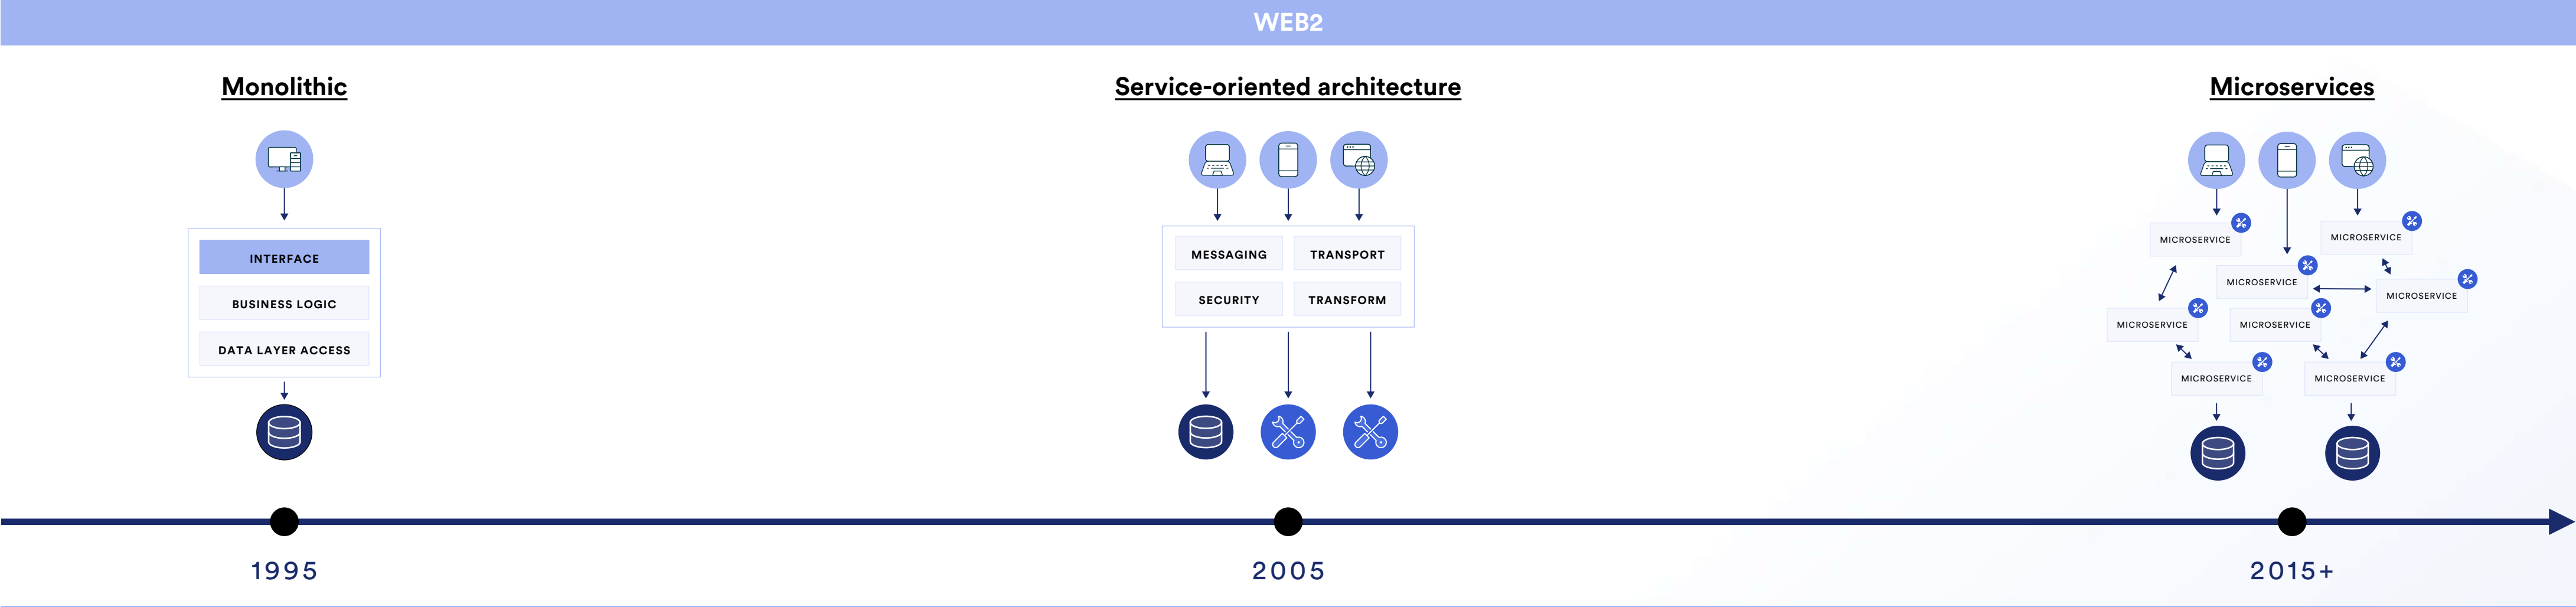 WEB2
Monolithic
INTERFACE
BUSINESS LOGIC
DATA LAYER ACCESS
1995
Service-oriented architecture
MESSAGING
TRANSPORT
SECURITY
TRANSFORM
2005
Microservices
MICROSERVICE
MICROSERVICE
MICROSERVICE
MICROSERVICE
MICROSERVICE
MICROSERVICE
MICROSERVICE
MICROSERVICE
2015+